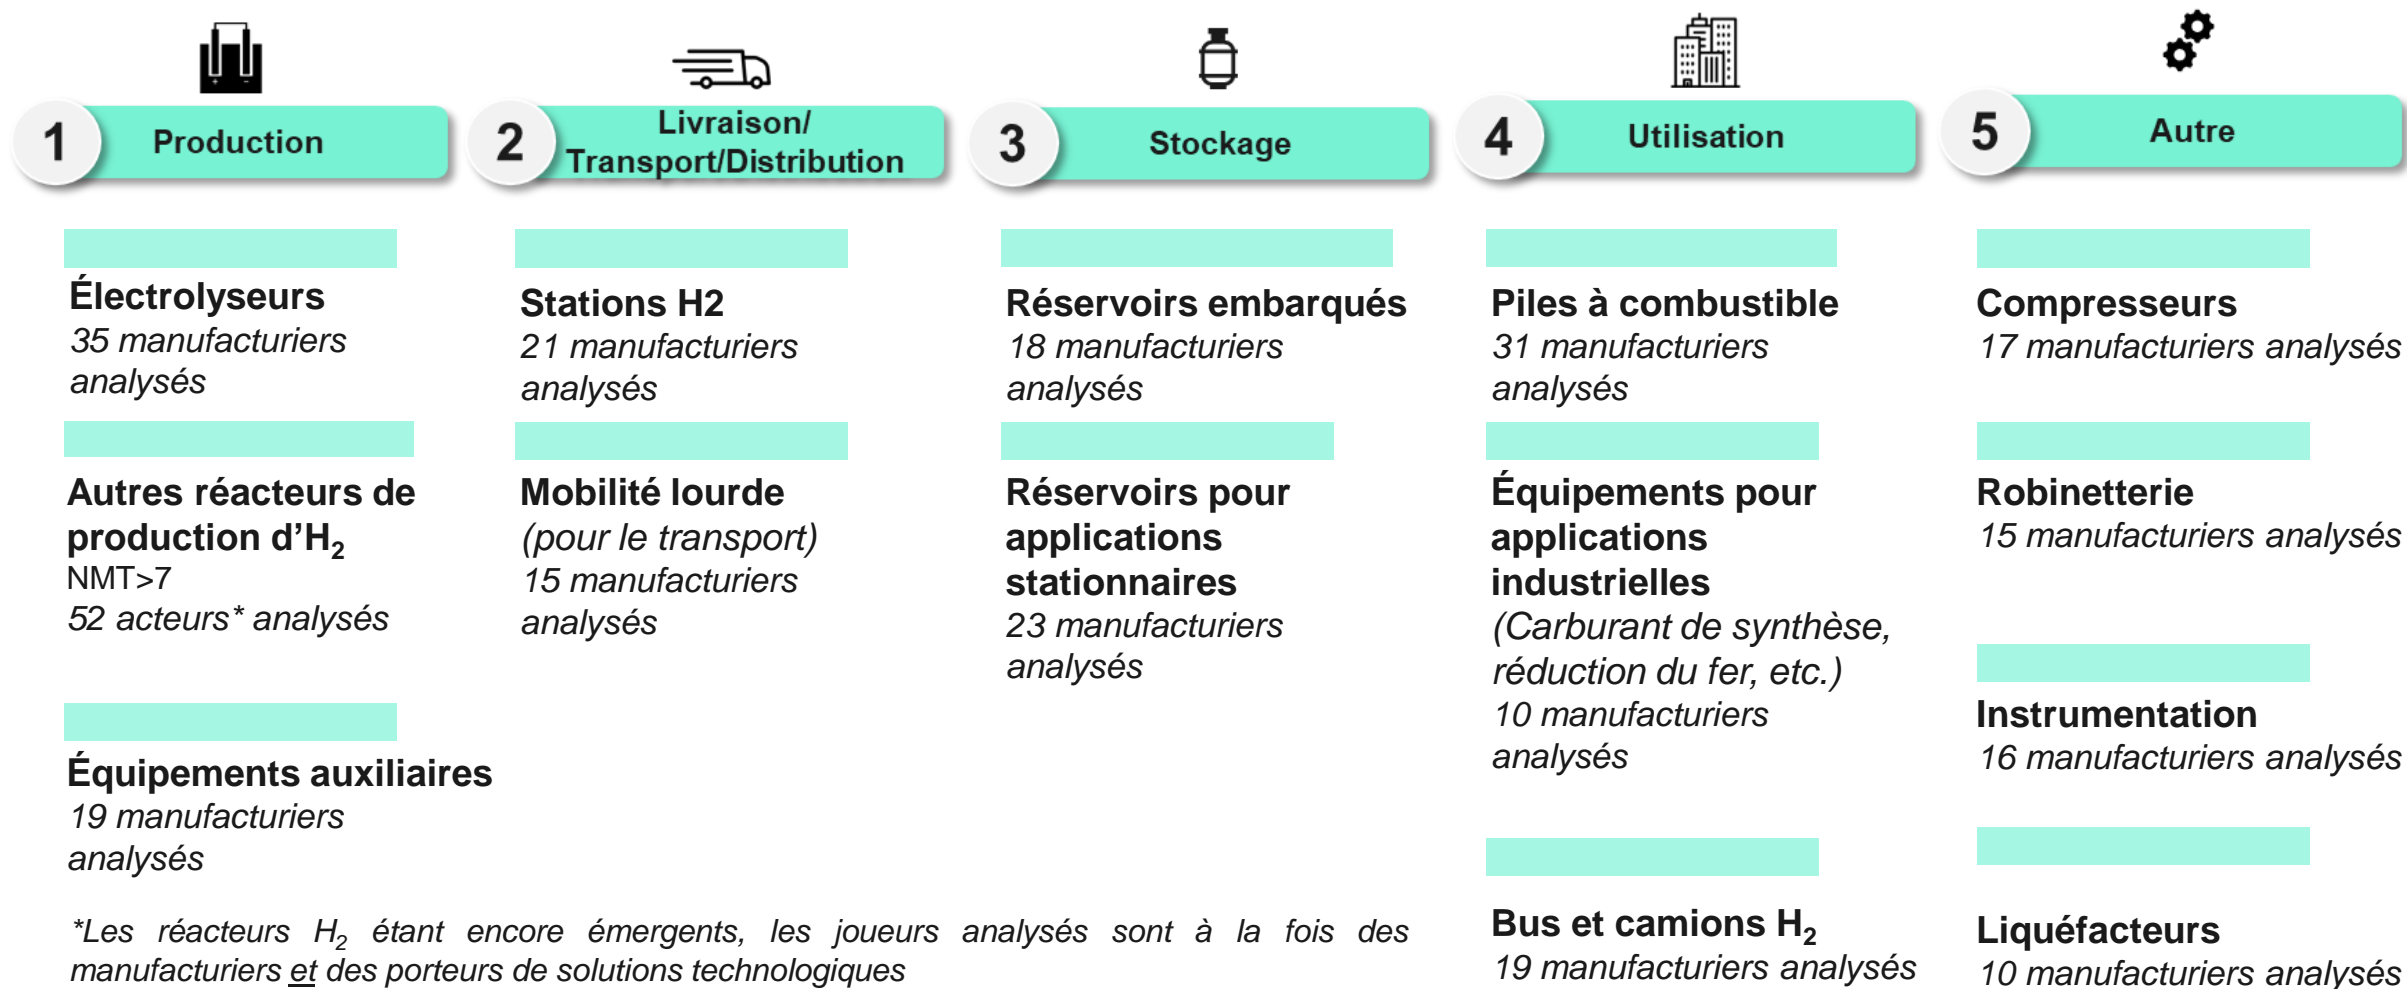 1
Production
Électrolyseurs
35 manufacturiers
analysés
Autres réacteurs de
production d’H₂
NMT>7
52 acteurs* analysés
Équipements auxiliaires
19 manufacturiers
analysés
2
Livraison/
Transport/Distribution
Stations H2
21 manufacturiers
analysés
Mobilité lourde
(pour le transport)
15 manufacturiers
analysés
3
Stockage
Réservoirs embarqués
18 manufacturiers
analysés
Réservoirs pour
applications
stationnaires
23 manufacturiers
analysés
4
Utilisation
Piles à combustible
31 manufacturiers
analysés
Équipements pour
applications
industrielles
(Carburant de synthèse,
réduction du fer, etc.)
10 manufacturiers
analysés
Bus et camions H₂
19 manufacturiers analysés
5
Autre
Compresseurs
17 manufacturiers analysés
Robinetterie
15 manufacturiers analysés
Instrumentation
16 manufacturiers analysés
Liquéfacteurs
10 manufacturiers analysés
*Les réacteurs H₂ étant encore émergents, les joueurs analysés sont à la fois des
manufacturiers et des porteurs de solutions technologiques